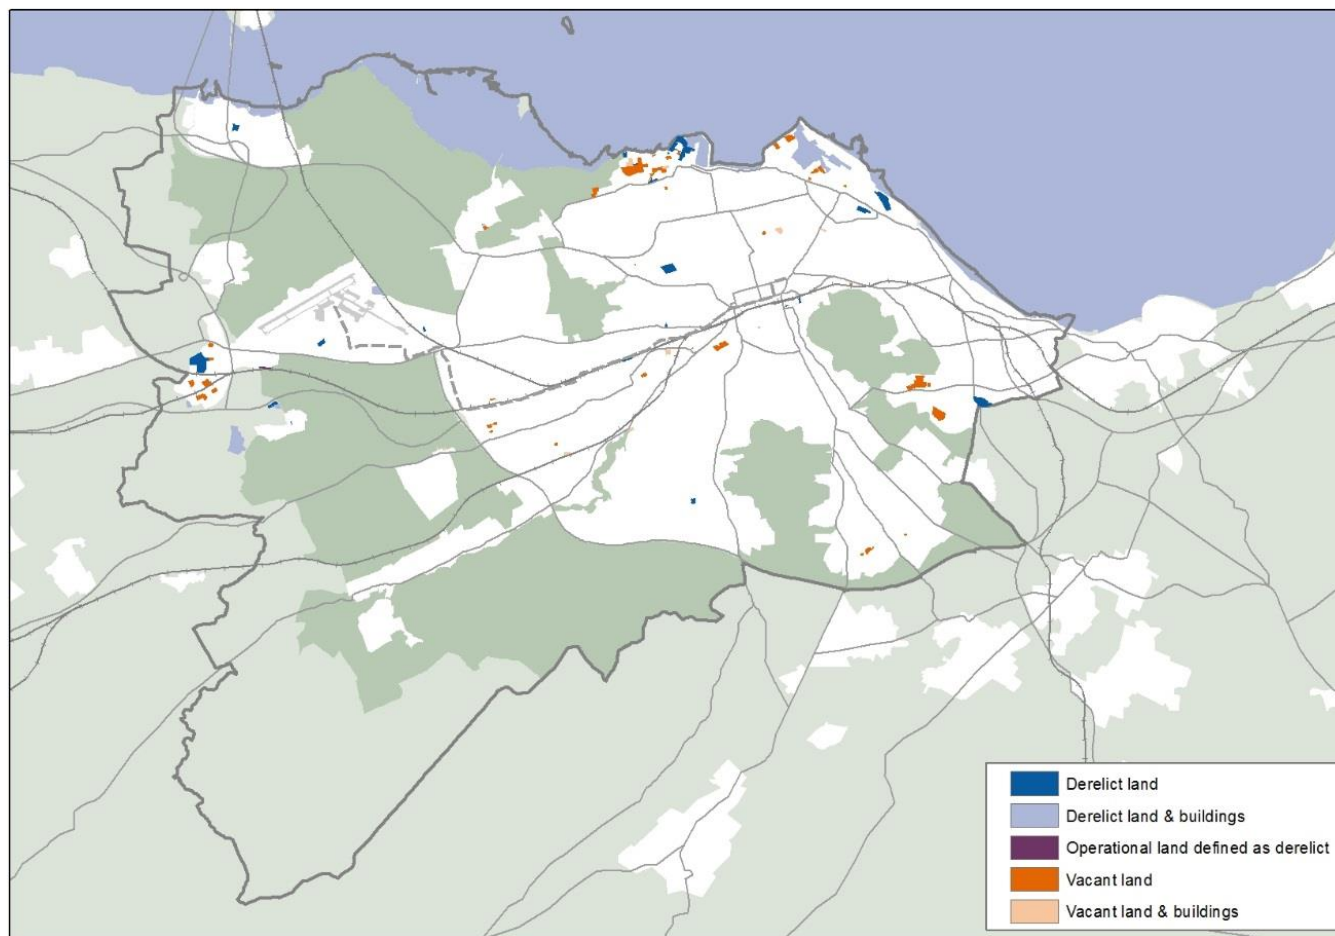 Derelict land
Derelict land & buildings
Operational land defined as derelict
Vacant land
Vacant land & buildings